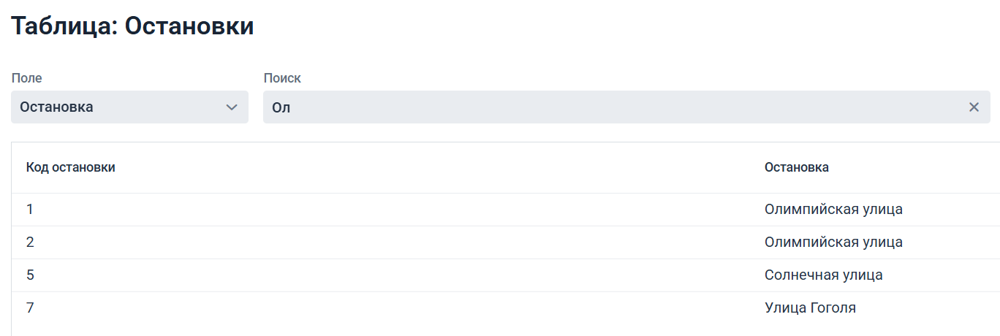 Таблица: Остановки
Поле Поиск
Остановка Ол
Код остановки Остановка
1 Олимпийская улица
2 Олимпийская улица
5 Солнечная улица
7 Улица Гоголя